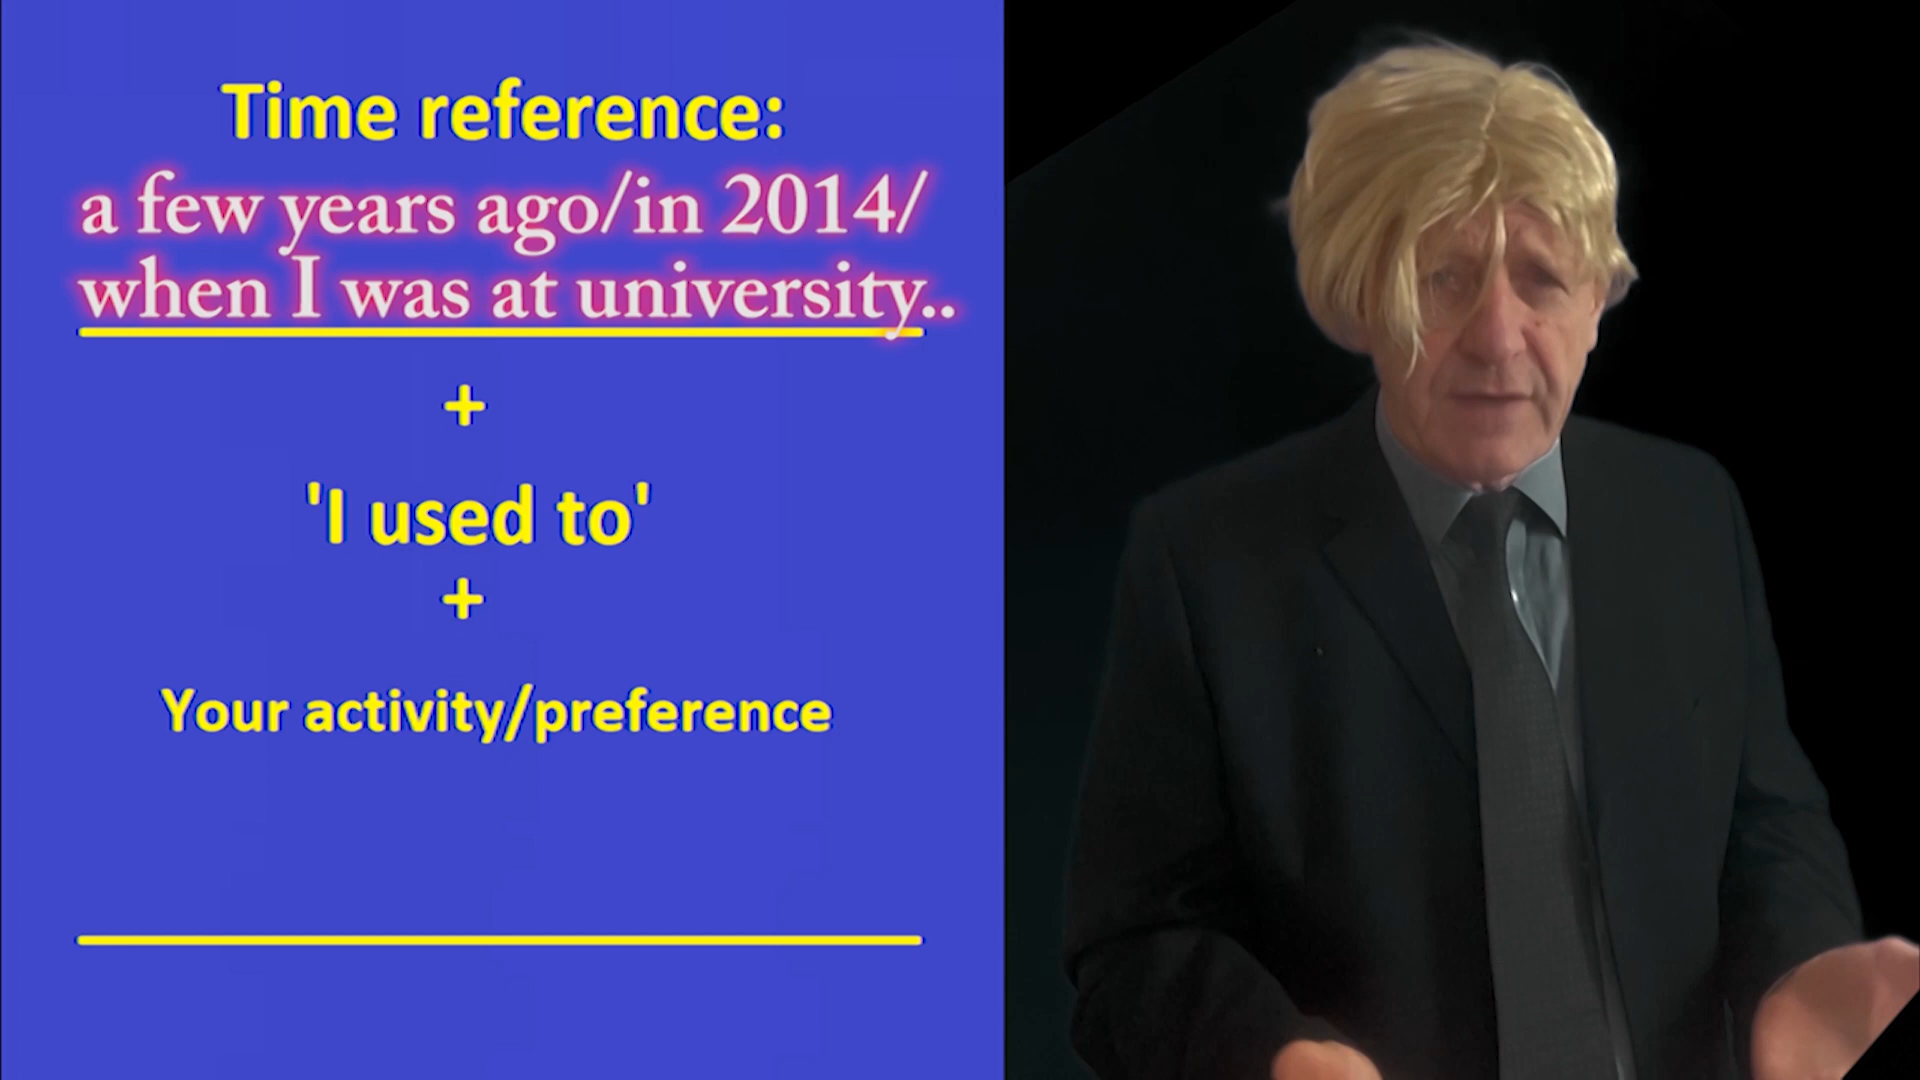 Time reference:
a few years ago/in 2014/
when I was at university..
+
'I used to'
+
Your activity/preference